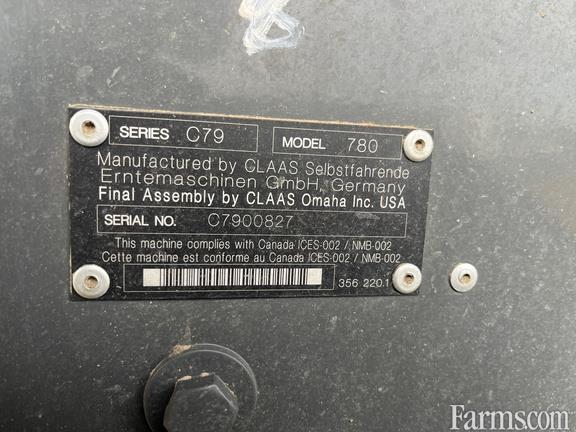 SERIES C79 MODEL 780
Manufactured by CLAAS Selbstfahrende
Erntemaschinen GmbH, Germany
Final Assembly by CLAAS Omaha Inc. USA
SERIAL NO. C7900827
This machine complies with Canada ICES-002 / NMB-002
Cette machine est conforme au Canada ICES-002 / NMB-002
356 220.1
Farms.com